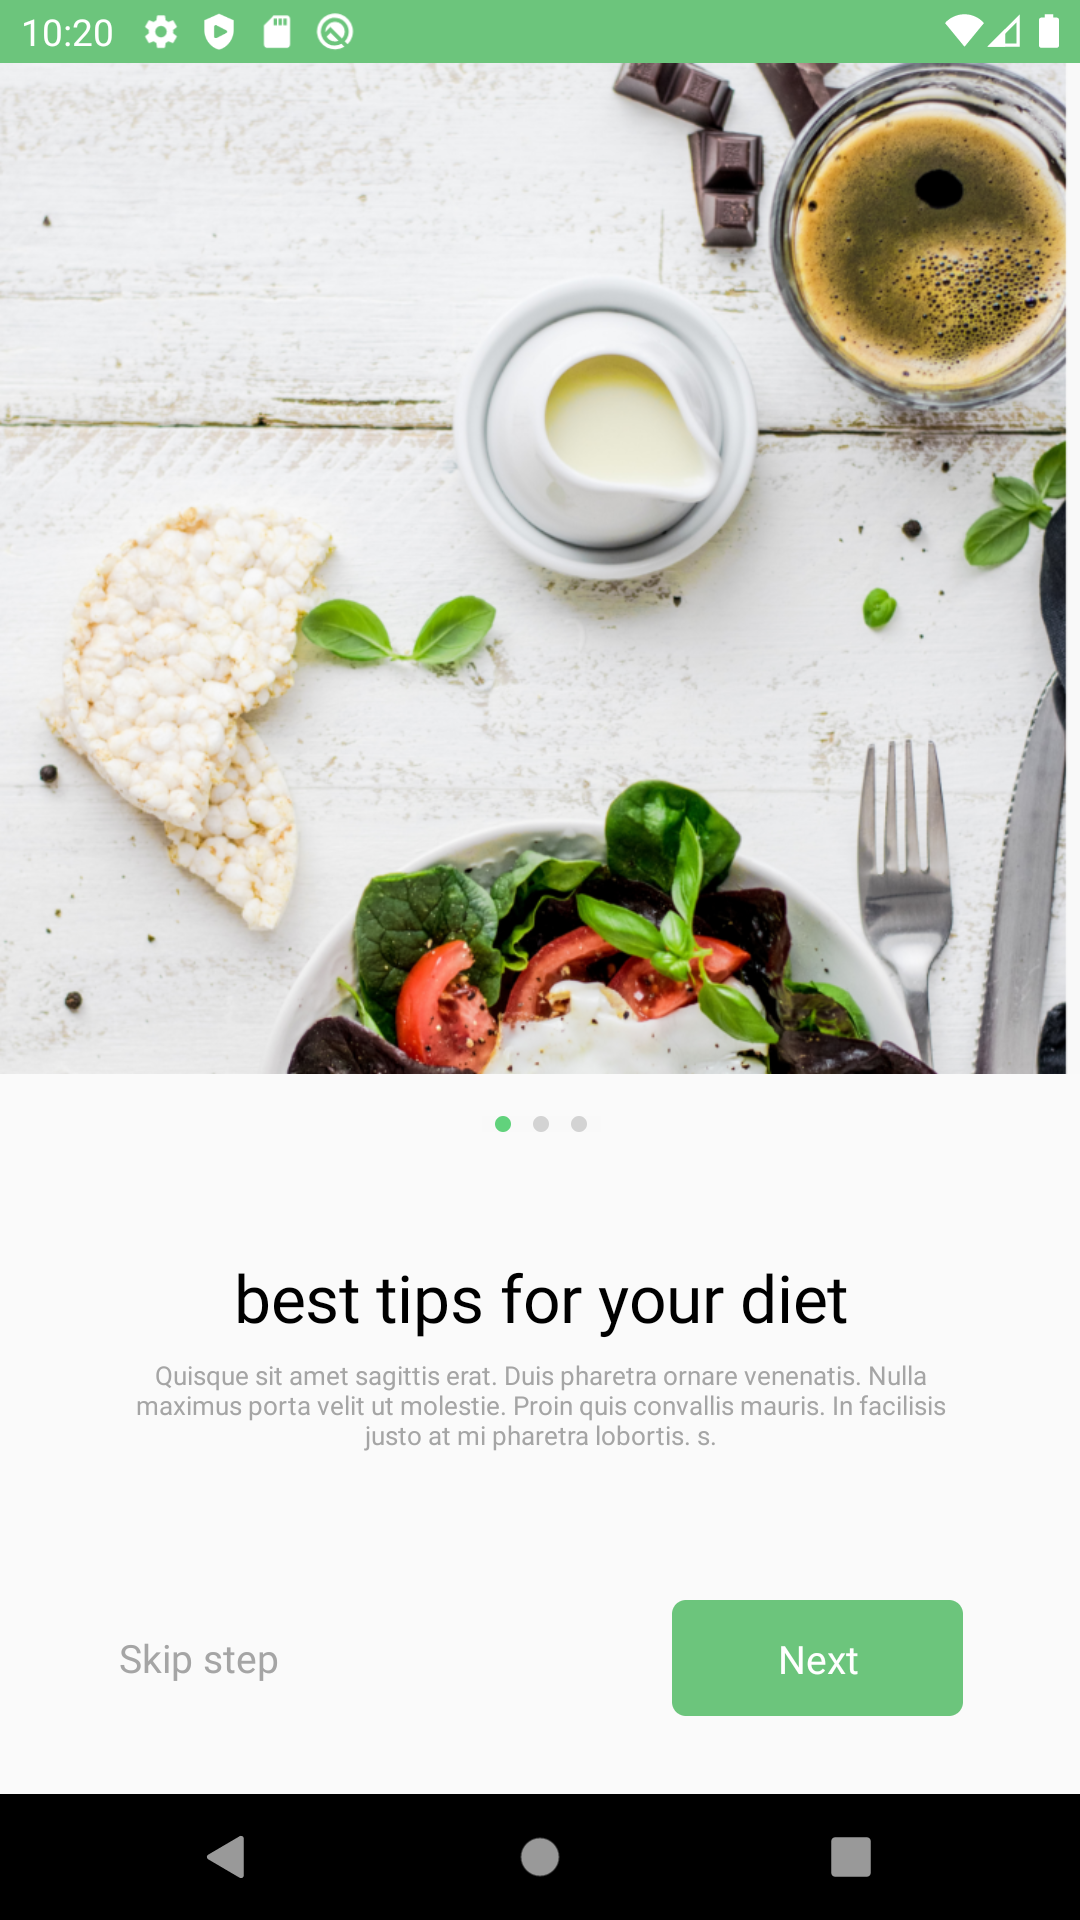 10:20
best tips for your diet
Quisque sit amet sagittis erat. Duis pharetra ornare venenatis. Nulla
maximus porta velit ut molestie. Proin quis convallis mauris. In facilisis
justo at mi pharetra lobortis. s.
Skip step
Next